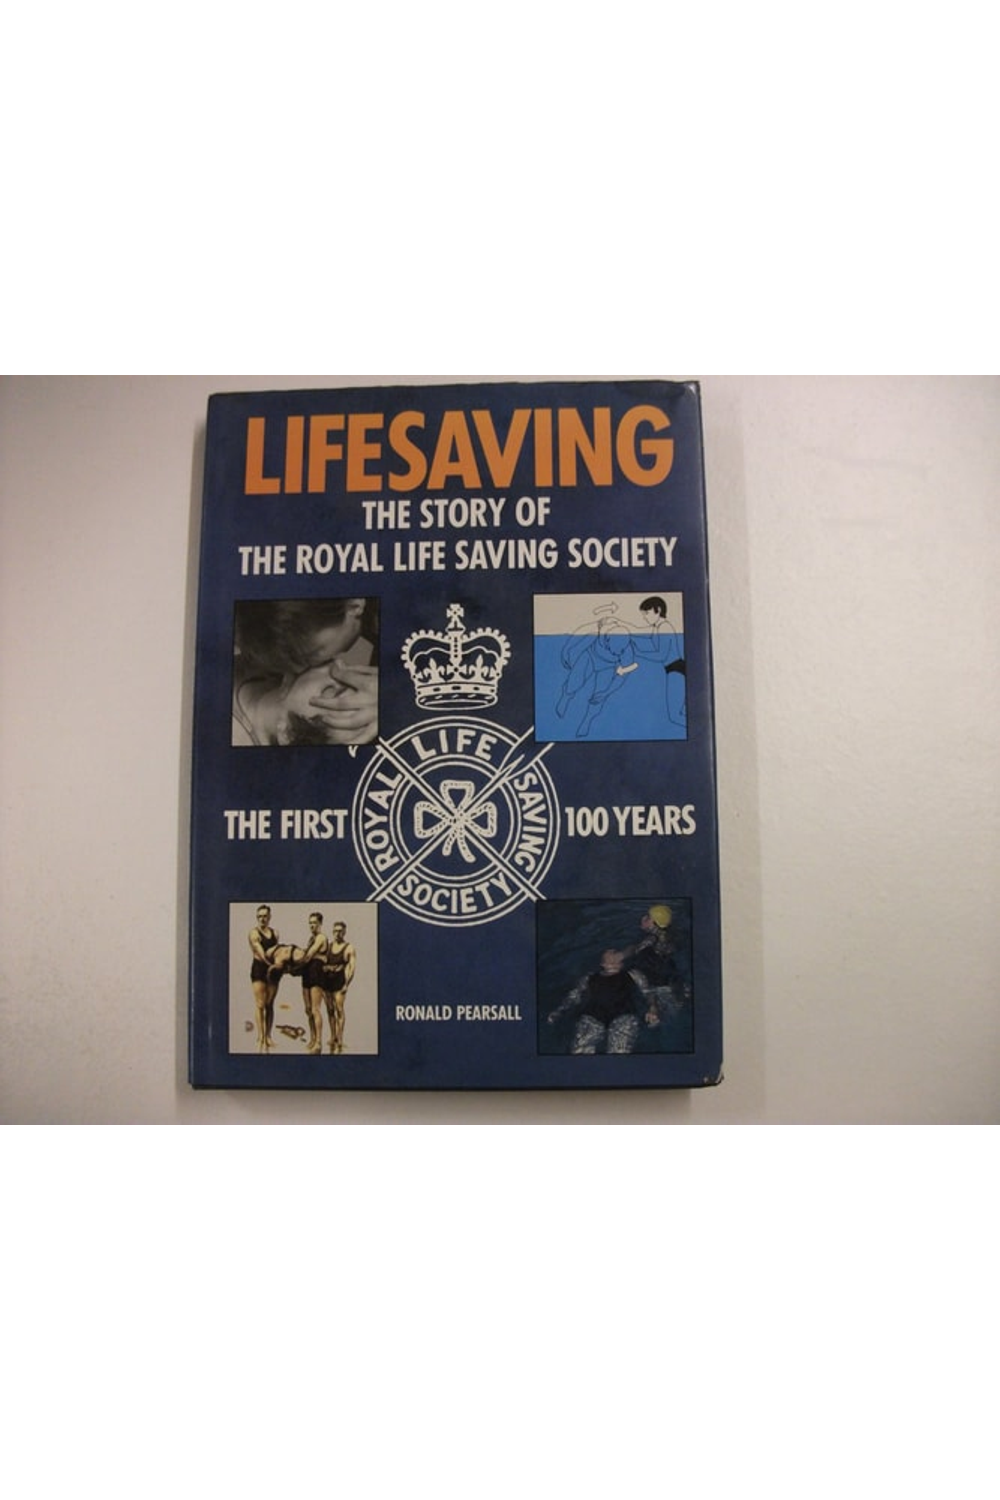 LIFESAVING
THE STORY OF
THE ROYAL LIFE SAVING SOCIETY
ROYAL LIFE SAVING SOCIETY
THE FIRST 100 YEARS
RONALD PEARSALL